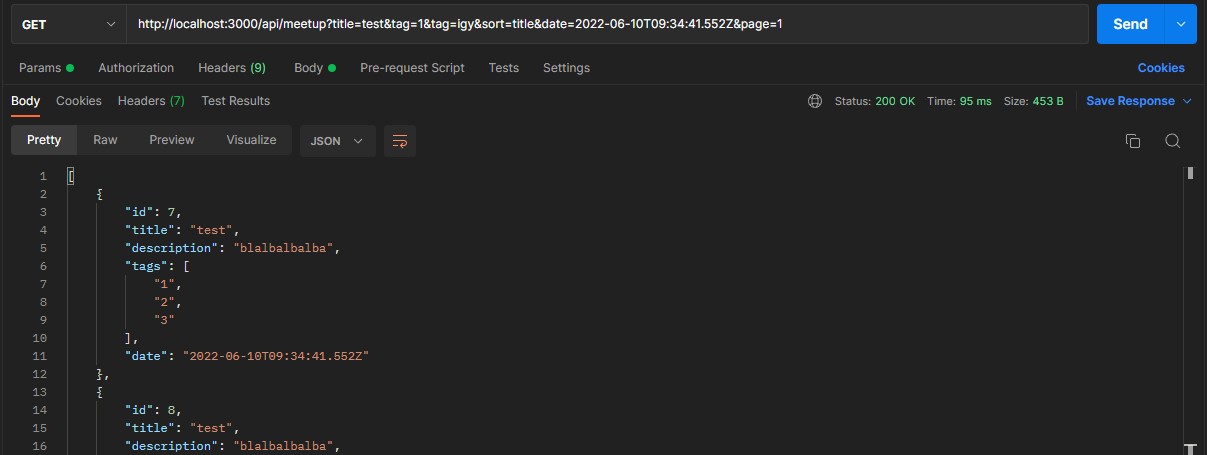 GET http://localhost:3000/api/meetup?title=test&tag=1&tag=igy&sort=title&date=2022-06-10T09:34:41.552Z&page=1 Send
Params Authorization Headers (9) Body Pre-request Script Tests Settings Cookies
Body Cookies Headers (7) Test Results Status: 200 OK Time: 95 ms Size: 453 B Save Response
Pretty Raw Preview Visualize JSON
1 [
2 {
3 "id": 7,
4 "title": "test",
5 "description": "blalbalbalba",
6 "tags": [
7 "1",
8 "2",
9 "3"
10 ],
11 "date": "2022-06-10T09:34:41.552Z"
12 },
13 {
14 "id": 8,
15 "title": "test",
16 "description": "blalbalbalba",